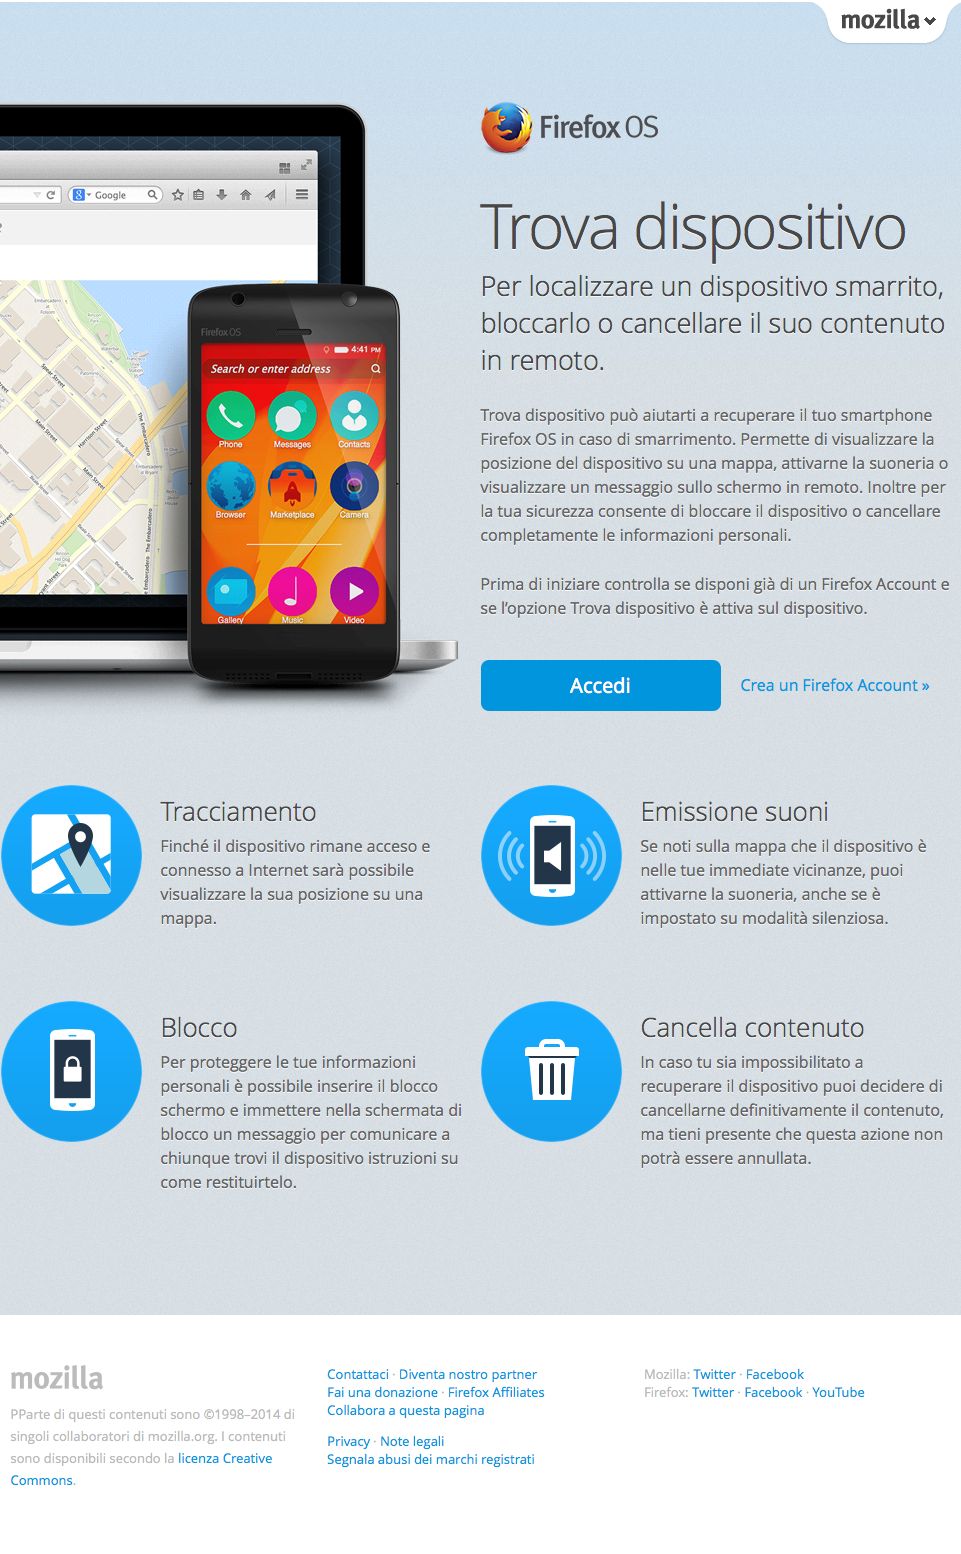 mozilla
Firefox OS
Trova dispositivo
Per localizzare un dispositivo smarrito,
bloccarlo o cancellare il suo contenuto
in remoto.
Trova dispositivo può aiutarti a recuperare il tuo smartphone
Firefox OS in caso di smarrimento. Permette di visualizzare la
posizione del dispositivo su una mappa, attivarne la suoneria o
visualizzare un messaggio sullo schermo in remoto. Inoltre per
la tua sicurezza consente di bloccare il dispositivo o cancellare
completamente le informazioni personali.
Prima di iniziare controlla se disponi già di un Firefox Account e
se l’opzione Trova dispositivo è attiva sul dispositivo.
Accedi
Crea un Firefox Account »
Google
Firefox OS
4:41 PM
Search or enter address
Phone Messages Contacts
Browser Marketplace Camera
Gallery Music Video
Spear Street
Main Street
Harrison Street
Beale Street
The Embarcadero
Tracciamento
Finché il dispositivo rimane acceso e
connesso a Internet sarà possibile
visualizzare la sua posizione su una
mappa.
Emissione suoni
Se noti sulla mappa che il dispositivo è
nelle tue immediate vicinanze, puoi
attivarne la suoneria, anche se è
impostato su modalità silenziosa.
Blocco
Per proteggere le tue informazioni
personali è possibile inserire il blocco
schermo e immettere nella schermata di
blocco un messaggio per comunicare a
chiunque trovi il dispositivo istruzioni su
come restituirtelo.
Cancella contenuto
In caso tu sia impossibilitato a
recuperare il dispositivo puoi decidere di
cancellarne definitivamente il contenuto,
ma tieni presente che questa azione non
potrà essere annullata.
mozilla
PParte di questi contenuti sono ©1998–2014 di
singoli collaboratori di mozilla.org. I contenuti
sono disponibili secondo la licenza Creative
Commons.
Contattaci · Diventa nostro partner
Fai una donazione · Firefox Affiliates
Collabora a questa pagina
Privacy · Note legali
Segnala abusi dei marchi registrati
Mozilla: Twitter · Facebook
Firefox: Twitter · Facebook · YouTube